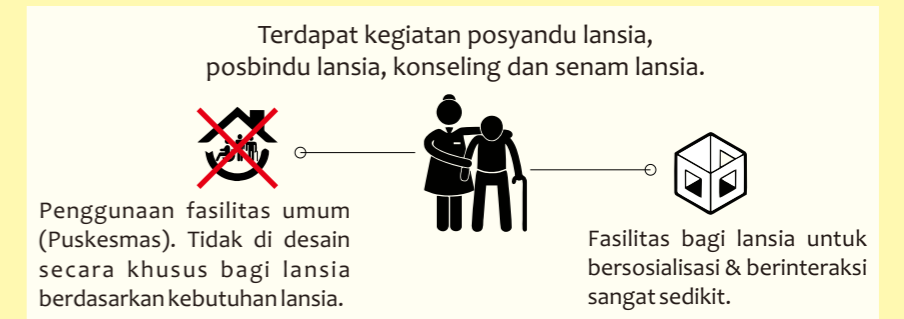 Terdapat kegiatan posyandu lansia,
posbindu lansia, konseling dan senam lansia.
Penggunaan fasilitas umum
(Puskesmas). Tidak di desain
secara khusus bagi lansia
berdasarkan kebutuhan lansia.
Fasilitas bagi lansia untuk
bersosialisasi & berinteraksi
sangat sedikit.